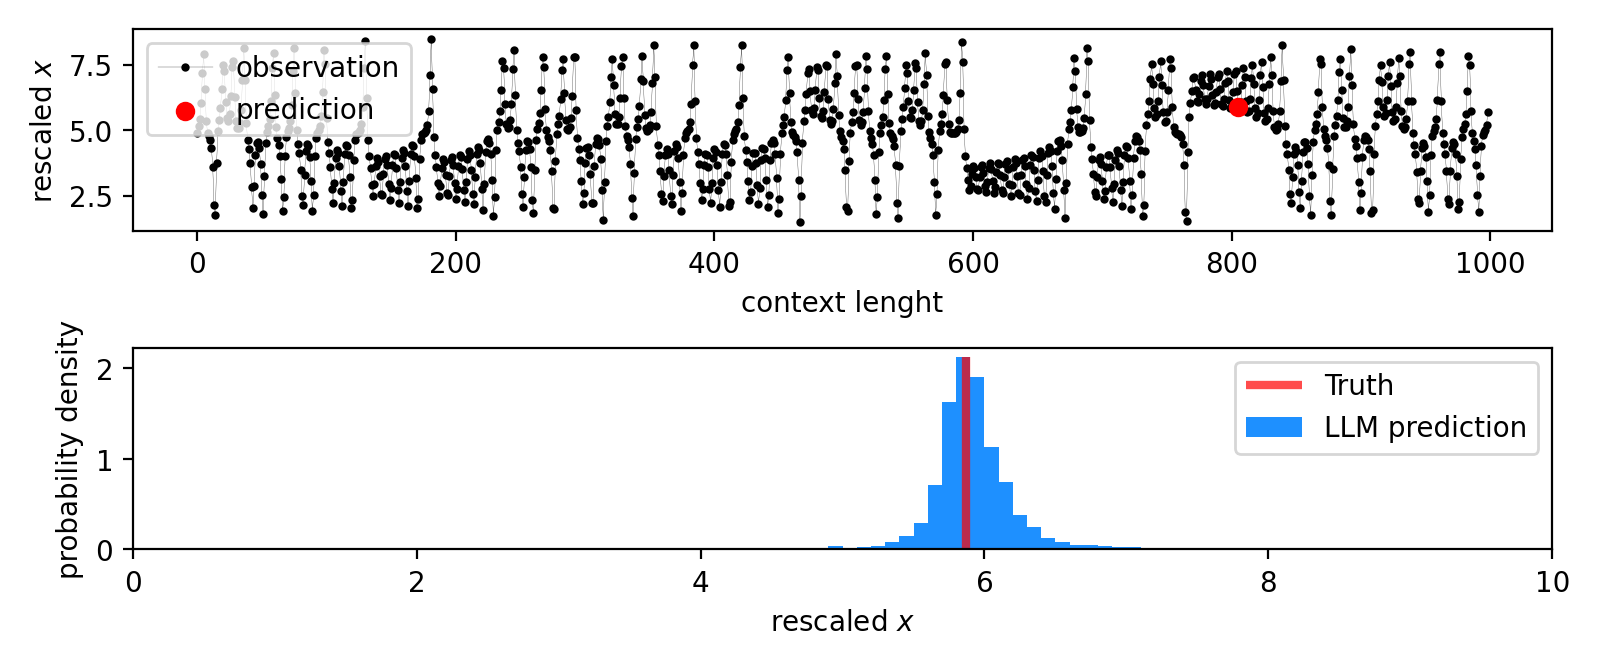 rescaled x
7.5
5.0
2.5
observation
prediction
0
200
400
600
800
1000
context lenght
probability density
2
1
0
Truth
LLM prediction
0
2
4
6
8
10
rescaled x